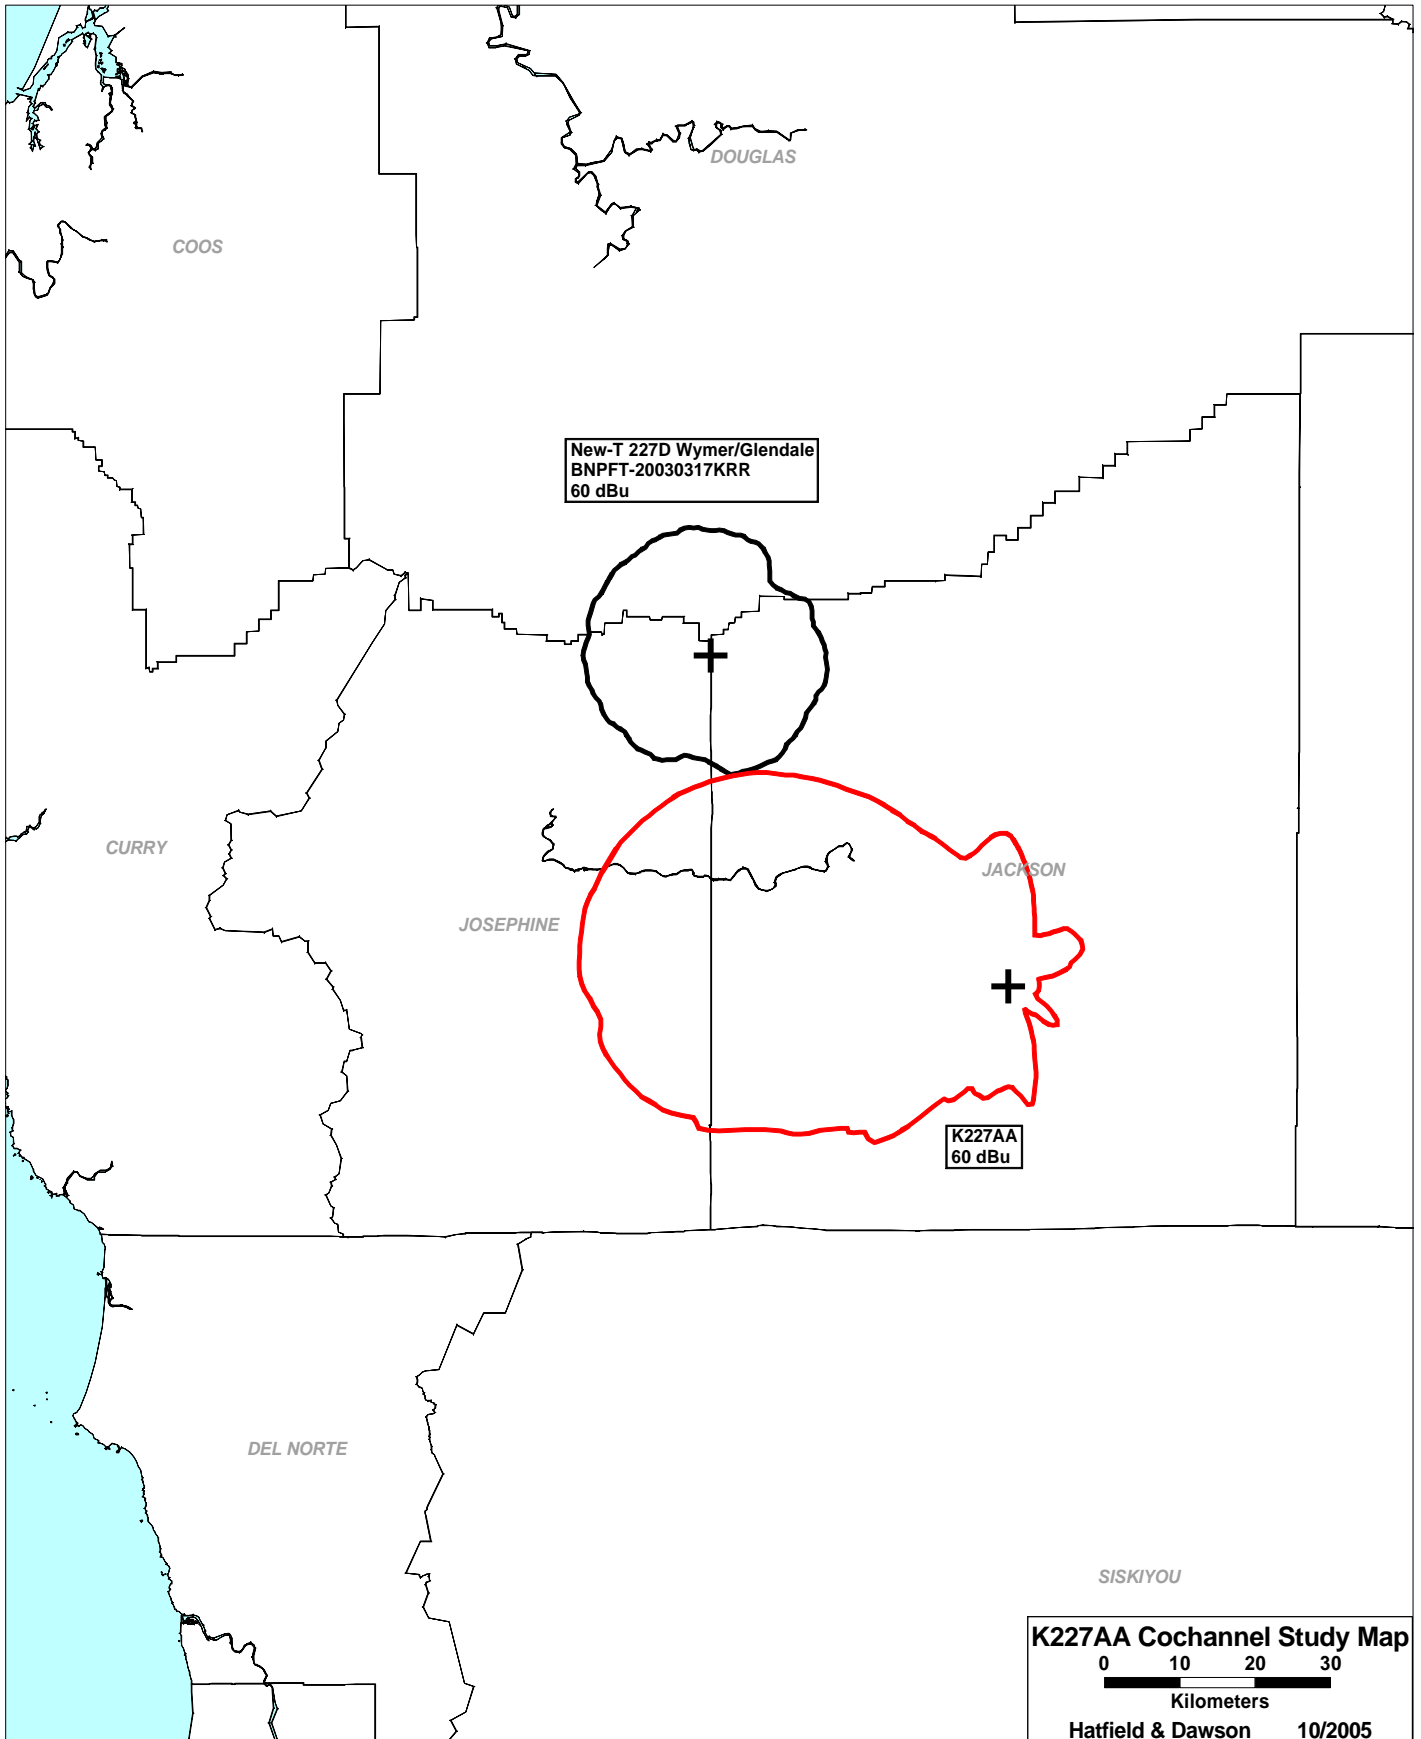 DOUGLAS
COOS
New-T 227D Wymer/Glendale
BNPFT-20030317KRR
60 dBu
CURRY
JACKSON
JOSEPHINE
K227AA
60 dBu
DEL NORTE
SISKIYOU
K227AA Cochannel Study Map
0 10 20 30
Kilometers
Hatfield & Dawson 10/2005